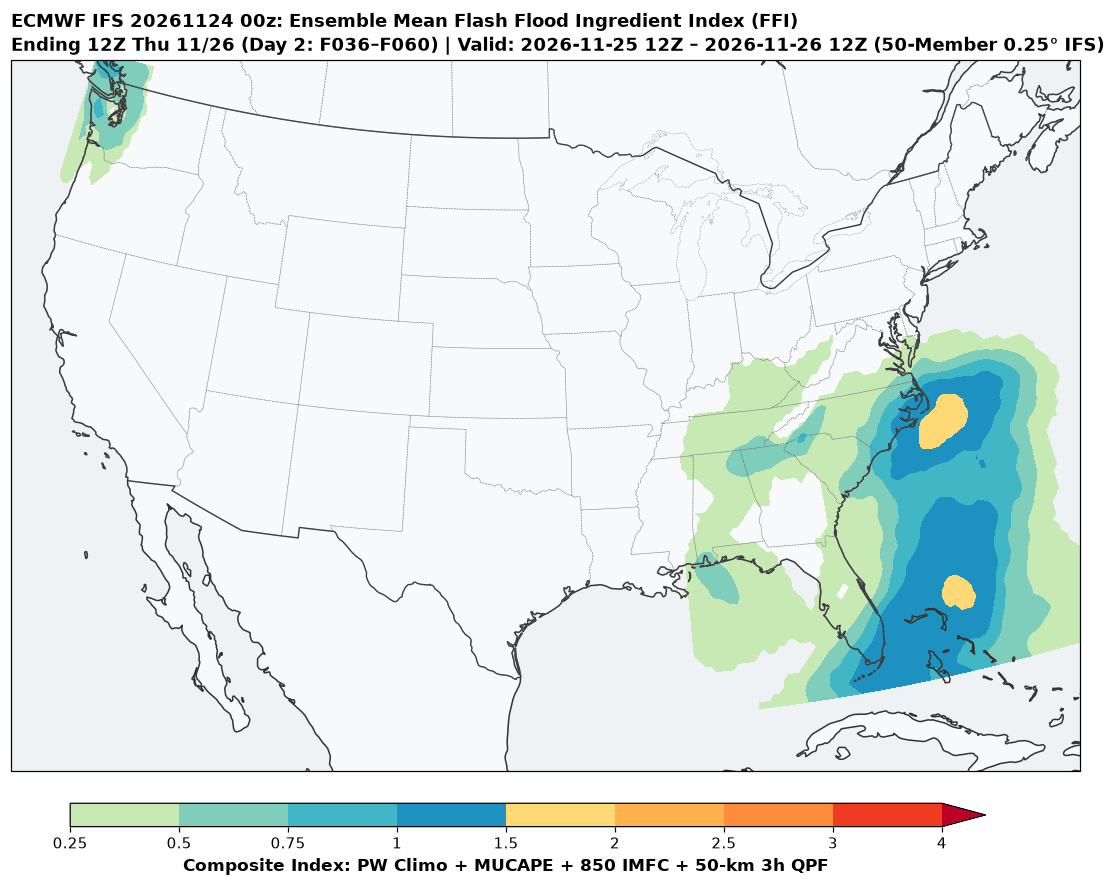 ECMWF IFS 20261124 00z: Ensemble Mean Flash Flood Ingredient Index (FFI)
Ending 12Z Thu 11/26 (Day 2: F036–F060) | Valid: 2026-11-25 12Z – 2026-11-26 12Z (50-Member 0.25° IFS)
0.25 0.5 0.75 1 1.5 2 2.5 3 4
Composite Index: PW Climo + MUCAPE + 850 IMFC + 50-km 3h QPF